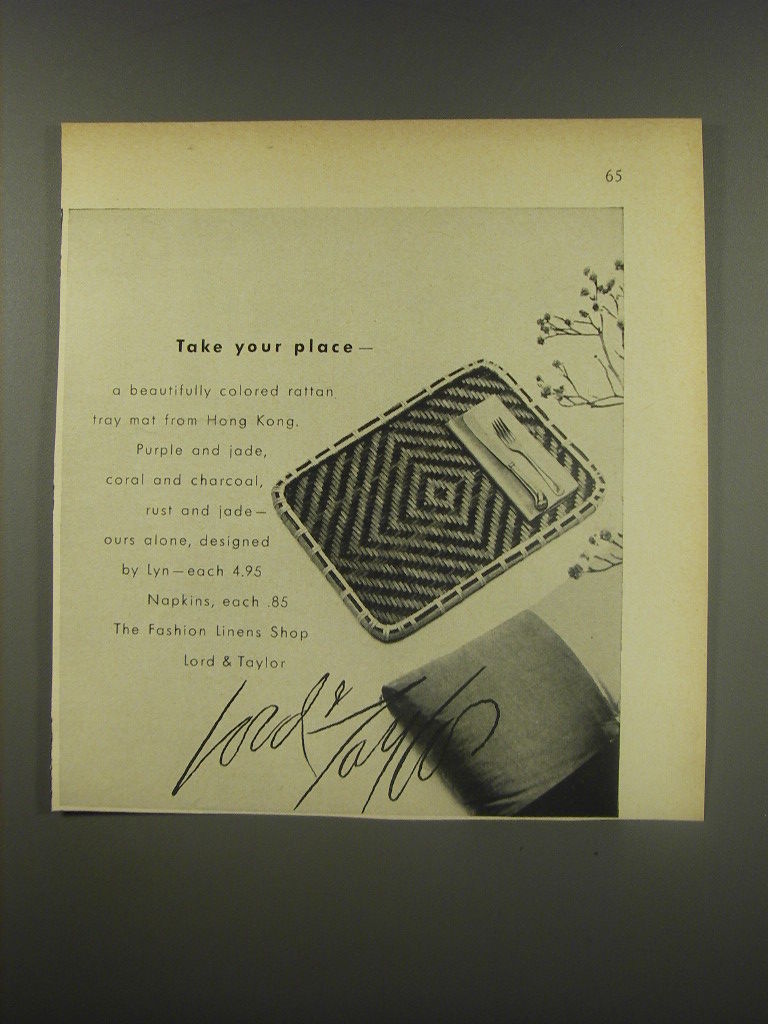 65
Take your place—
a beautifully colored rattan
tray mat from Hong Kong.
Purple and jade,
coral and charcoal,
rust and jade—
ours alone, designed
by Lyn—each 4.95
Napkins, each .85
The Fashion Linens Shop
Lord & Taylor
Lord & Taylor